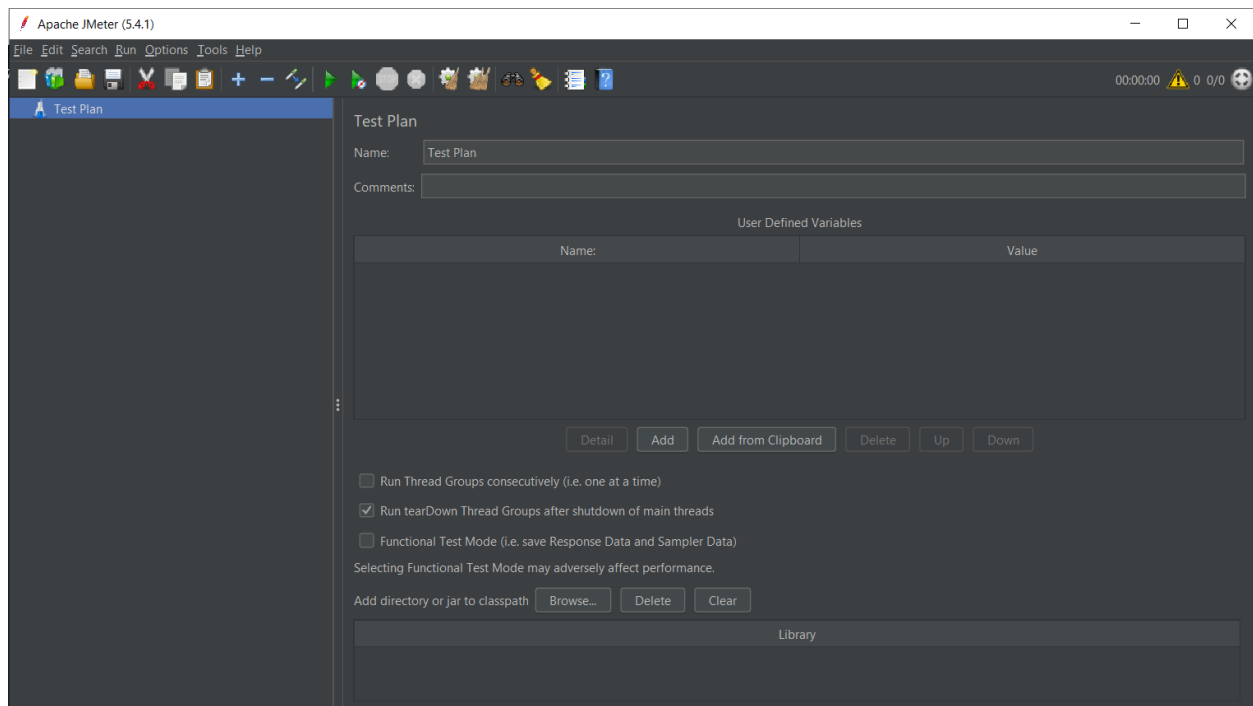 Apache JMeter (5.4.1)
File Edit Search Run Options Tools Help
00:00:00 0 0/0
Test Plan
Test Plan
Name: Test Plan
Comments:
User Defined Variables
Name: Value
Detail Add Add from Clipboard Delete Up Down
Run Thread Groups consecutively (i.e. one at a time)
Run tearDown Thread Groups after shutdown of main threads
Functional Test Mode (i.e. save Response Data and Sampler Data)
Selecting Functional Test Mode may adversely affect performance.
Add directory or jar to classpath Browse... Delete Clear
Library